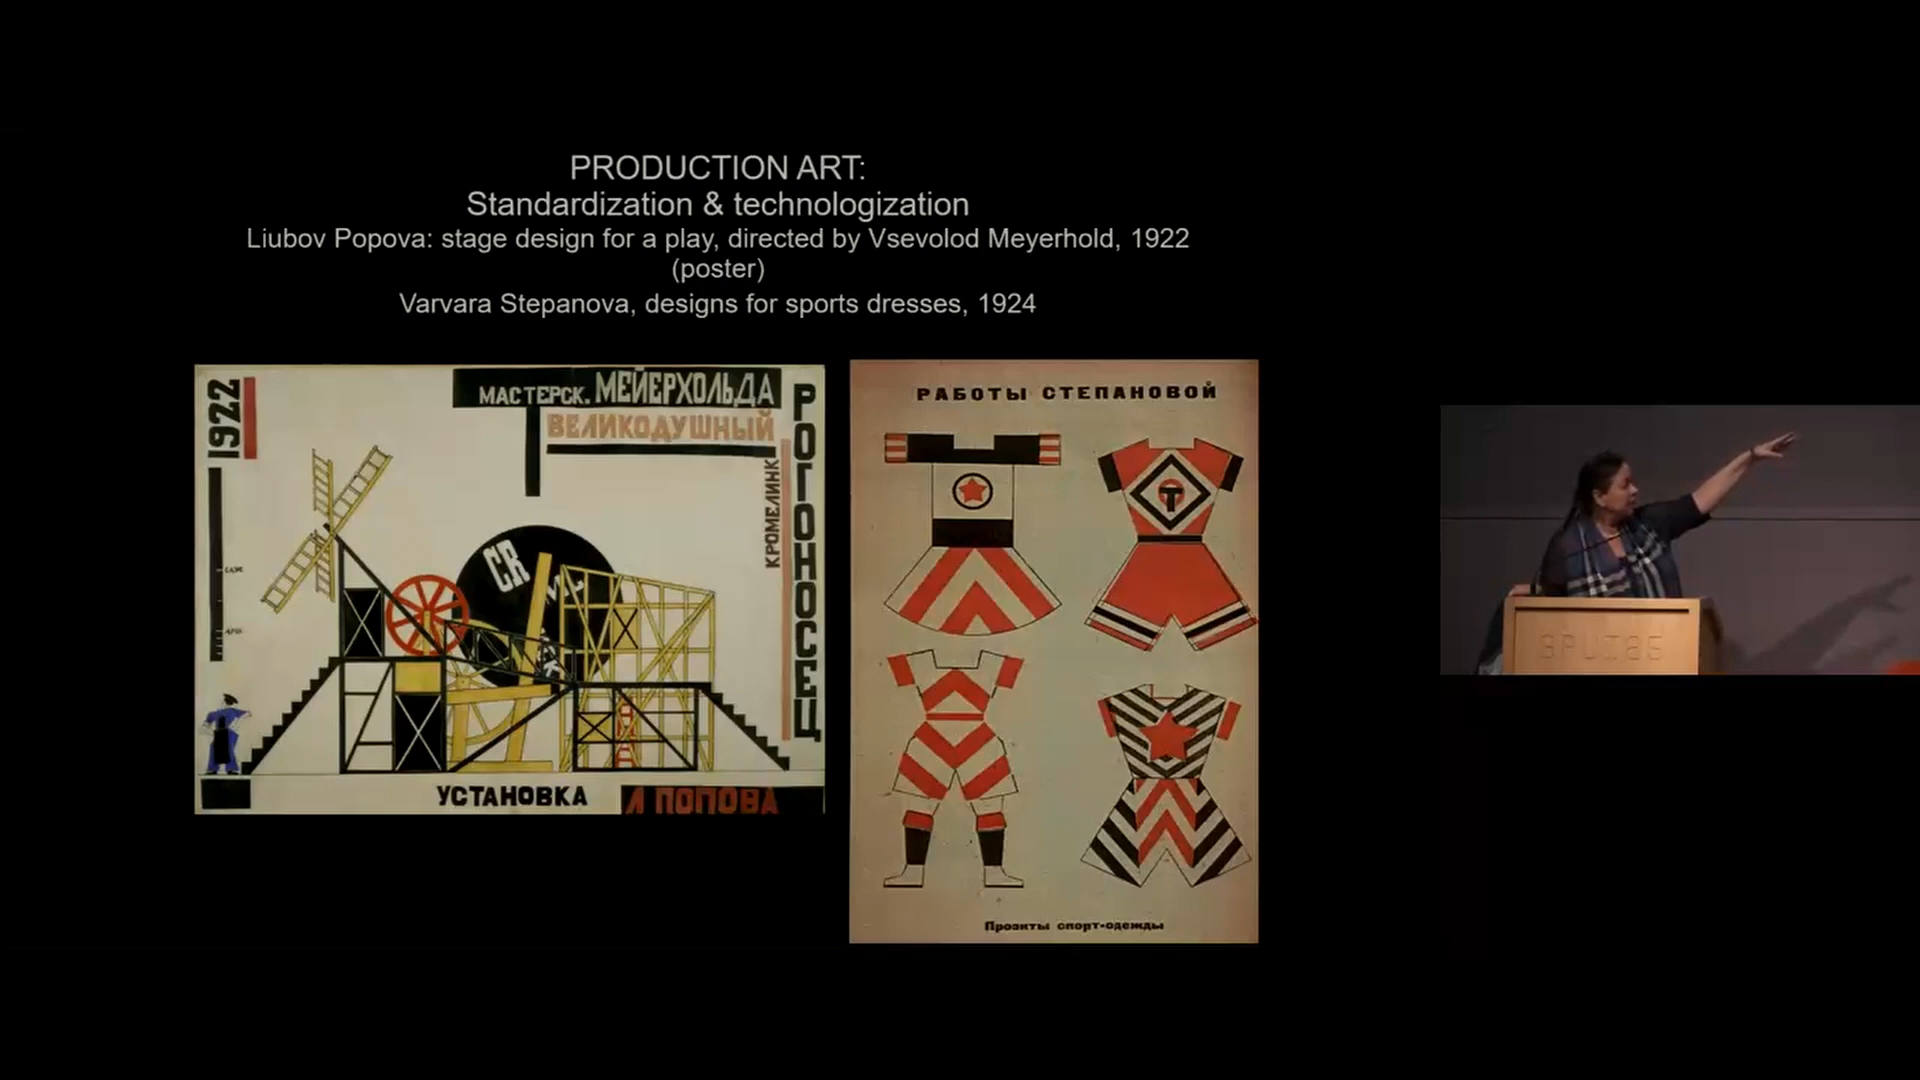 PRODUCTION ART:
Standardization & technologization
Liubov Popova: stage design for a play, directed by Vsevolod Meyerhold, 1922
(poster)
Varvara Stepanova, designs for sports dresses, 1924
1922
МАСТЕРСК. МЕЙЕРХОЛЬДА
ВЕЛИКОДУШНЫЙ
РОГОНОСЕЦ
КРОМЕЛИНК
CR
УСТАНОВКА
Л ПОПОВА
РАБОТЫ СТЕПАНОВОЙ
Т
Проэкты спорт-одежды